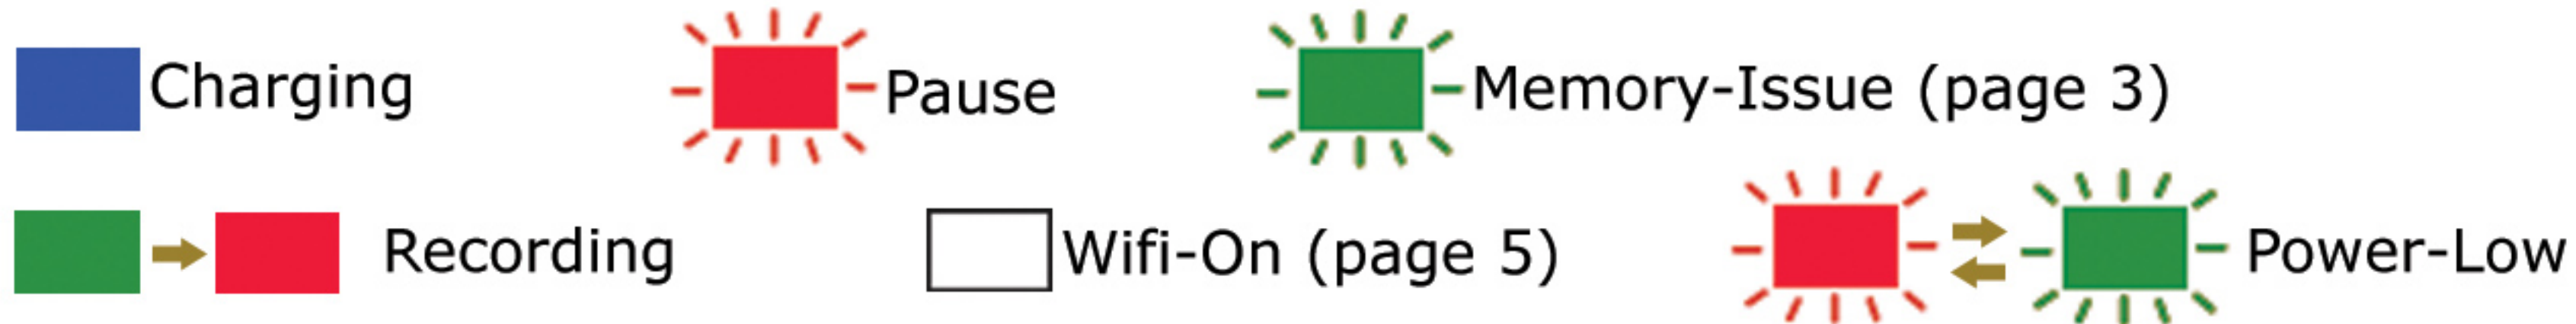 Charging Pause Memory-Issue (page 3)
Recording Wifi-On (page 5) Power-Low